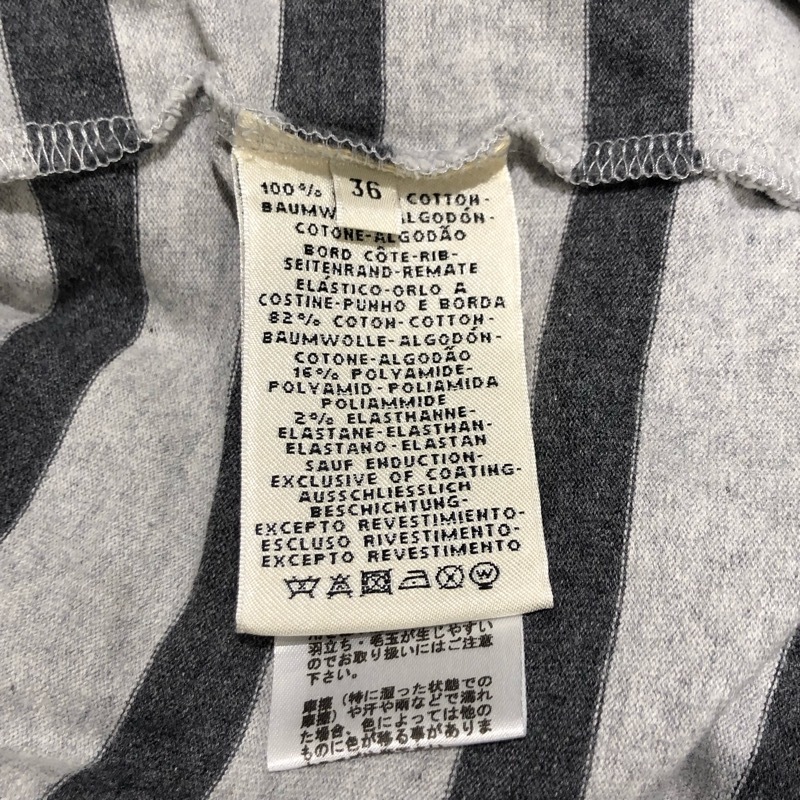 100% COTTON-
36
BAUMW ALGODÓN-
COTONE-ALGODÃO
BORD CÔTE-RIB-
SEITENRAND-REMATE
ELÁSTICO-ORLO A
COSTINE-PUNHO E BORDA
82% COTON-COTTON-
BAUMWOLLE-ALGODÓN-
COTONE-ALGODÃO
16% POLYAMIDE-
POLYAMID-POLIAMIDA
POLIAMMIDE
2% ELASTHANNE-
ELASTANE-ELASTHAN-
ELASTANO-ELASTAN
SAUF ENDUCTION-
EXCLUSIVE OF COATING-
AUSSCHLIESSLICH
BESCHICHTUNG-
EXCEPTO REVESTIMIENTO-
ESCLUSO RIVESTIMENTO-
EXCEPTO REVESTIMENTO
W
羽立ち・毛玉が生じやすい
のでお取り扱いにはご注意
下さい。
摩擦（特に湿った状態での
摩擦）や汗や雨などで濡れ
た場合、色によっては他の
ものに色が移る事がありま